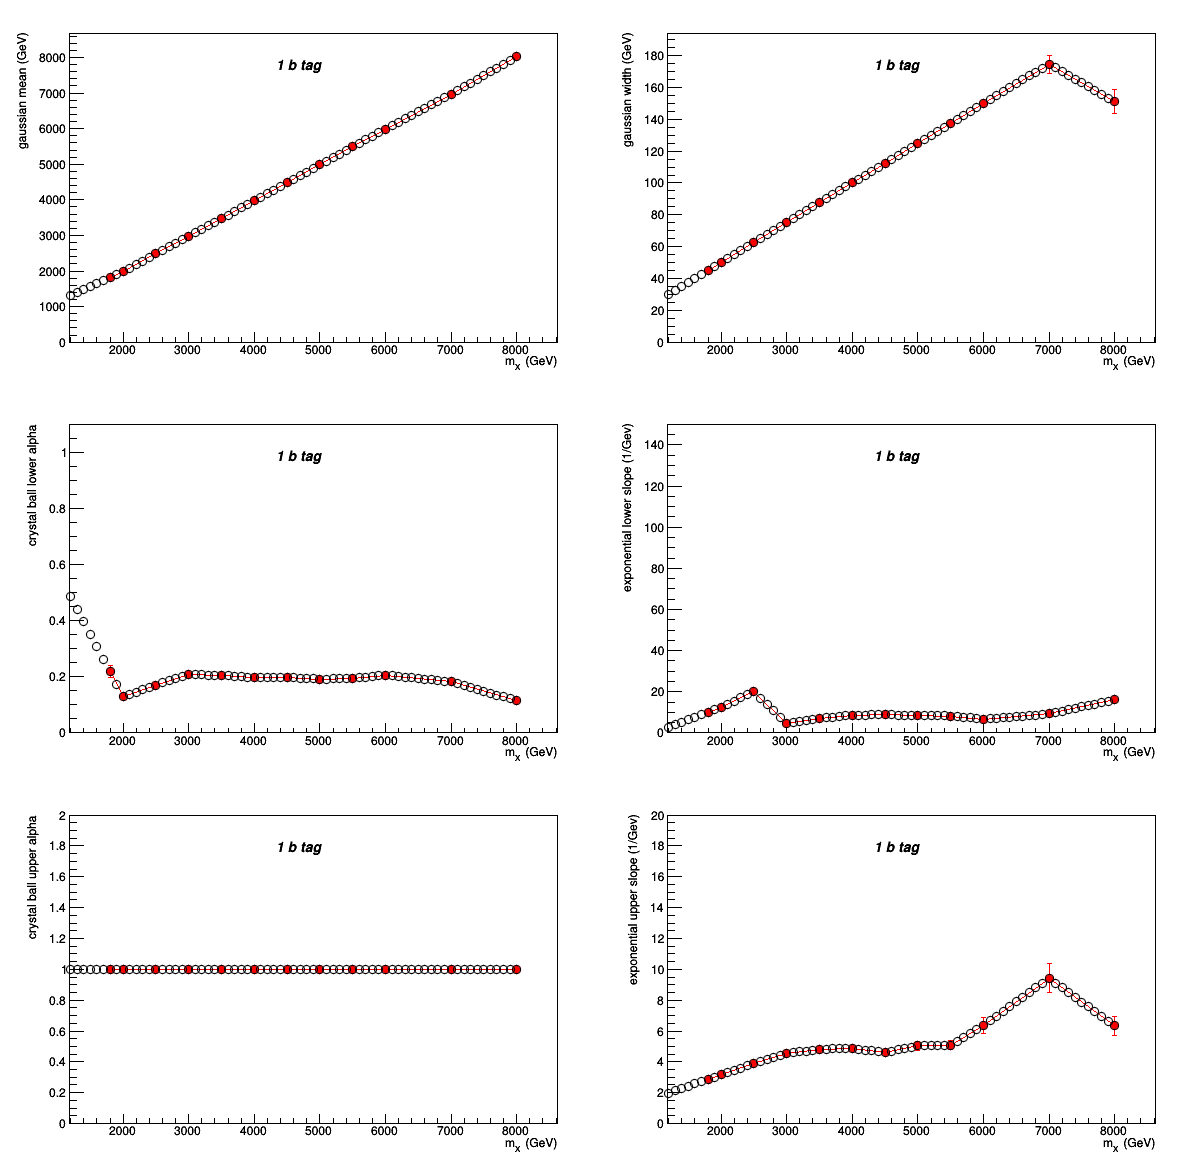 gaussian mean (GeV)
1 b tag
8000
7000
6000
5000
4000
3000
2000
1000
0
2000 3000 4000 5000 6000 7000 8000
mx (GeV)
gaussian width (GeV)
1 b tag
180
160
140
120
100
80
60
40
20
0
2000 3000 4000 5000 6000 7000 8000
mx (GeV)
crystal ball lower alpha
1 b tag
1
0.8
0.6
0.4
0.2
0
2000 3000 4000 5000 6000 7000 8000
mx (GeV)
exponential lower slope (1/Gev)
1 b tag
140
120
100
80
60
40
20
0
2000 3000 4000 5000 6000 7000 8000
mx (GeV)
crystal ball upper alpha
1 b tag
2
1.8
1.6
1.4
1.2
1
0.8
0.6
0.4
0.2
0
2000 3000 4000 5000 6000 7000 8000
mx (GeV)
exponential upper slope (1/Gev)
1 b tag
20
18
16
14
12
10
8
6
4
2
0
2000 3000 4000 5000 6000 7000 8000
mx (GeV)